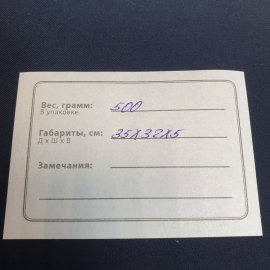 Вес, грамм: 500
В упаковке
Габариты, см: 35х32х5
Д х Ш х В
Замечания: